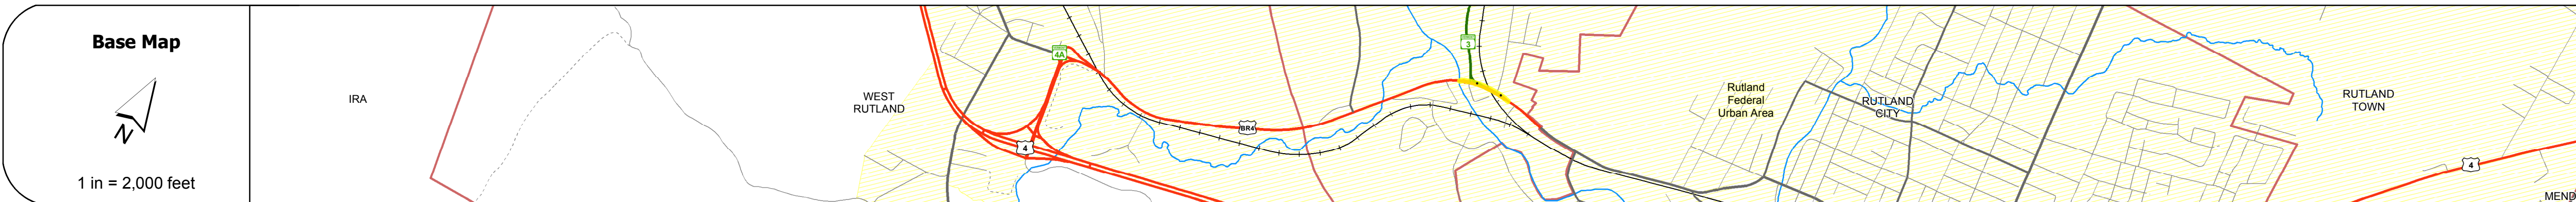 Base Map
N
1 in = 2,000 feet
IRA
WEST
RUTLAND
4A
4
BR4
3
Rutland
Federal
Urban Area
RUTLAND
CITY
RUTLAND
TOWN
4
MEND